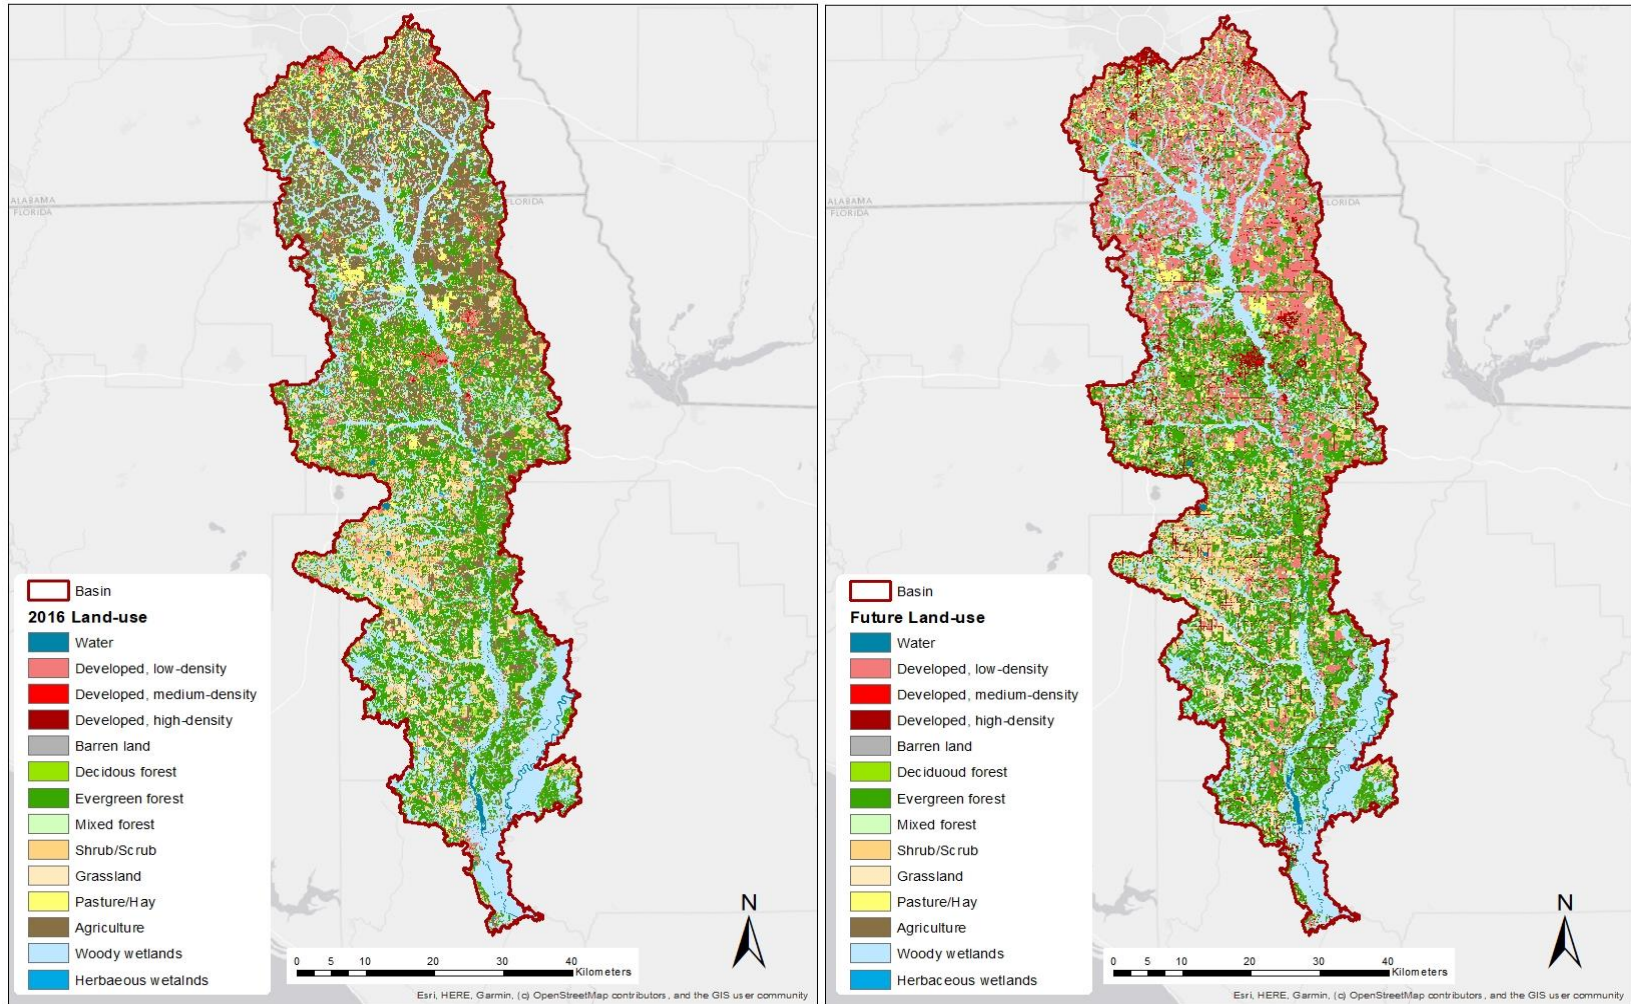 ALABAMA
FLORIDA
FLORIDA
Basin
2016 Land-use
Water
Developed, low-density
Developed, medium-density
Developed, high-density
Barren land
Decidous forest
Evergreen forest
Mixed forest
Shrub/Scrub
Grassland
Pasture/Hay
Agriculture
Woody wetlands
Herbaeous wetalnds
0 5 10 20 30 40
Kilometers
N
Esri, HERE, Garmin, (c) OpenStreetMap contributors, and the GIS user community
ALABAMA
FLORIDA
FLORIDA
Basin
Future Land-use
Water
Developed, low-density
Developed, medium-density
Developed, high-density
Barren land
Deciduoud forest
Evergreen forest
Mixed forest
Shrub/Scrub
Grassland
Pasture/Hay
Agriculture
Woody wetlands
Herbaceous wetlands
0 5 10 20 30 40
Kilometers
N
Esri, HERE, Garmin, (c) OpenStreetMap contributors, and the GIS user community